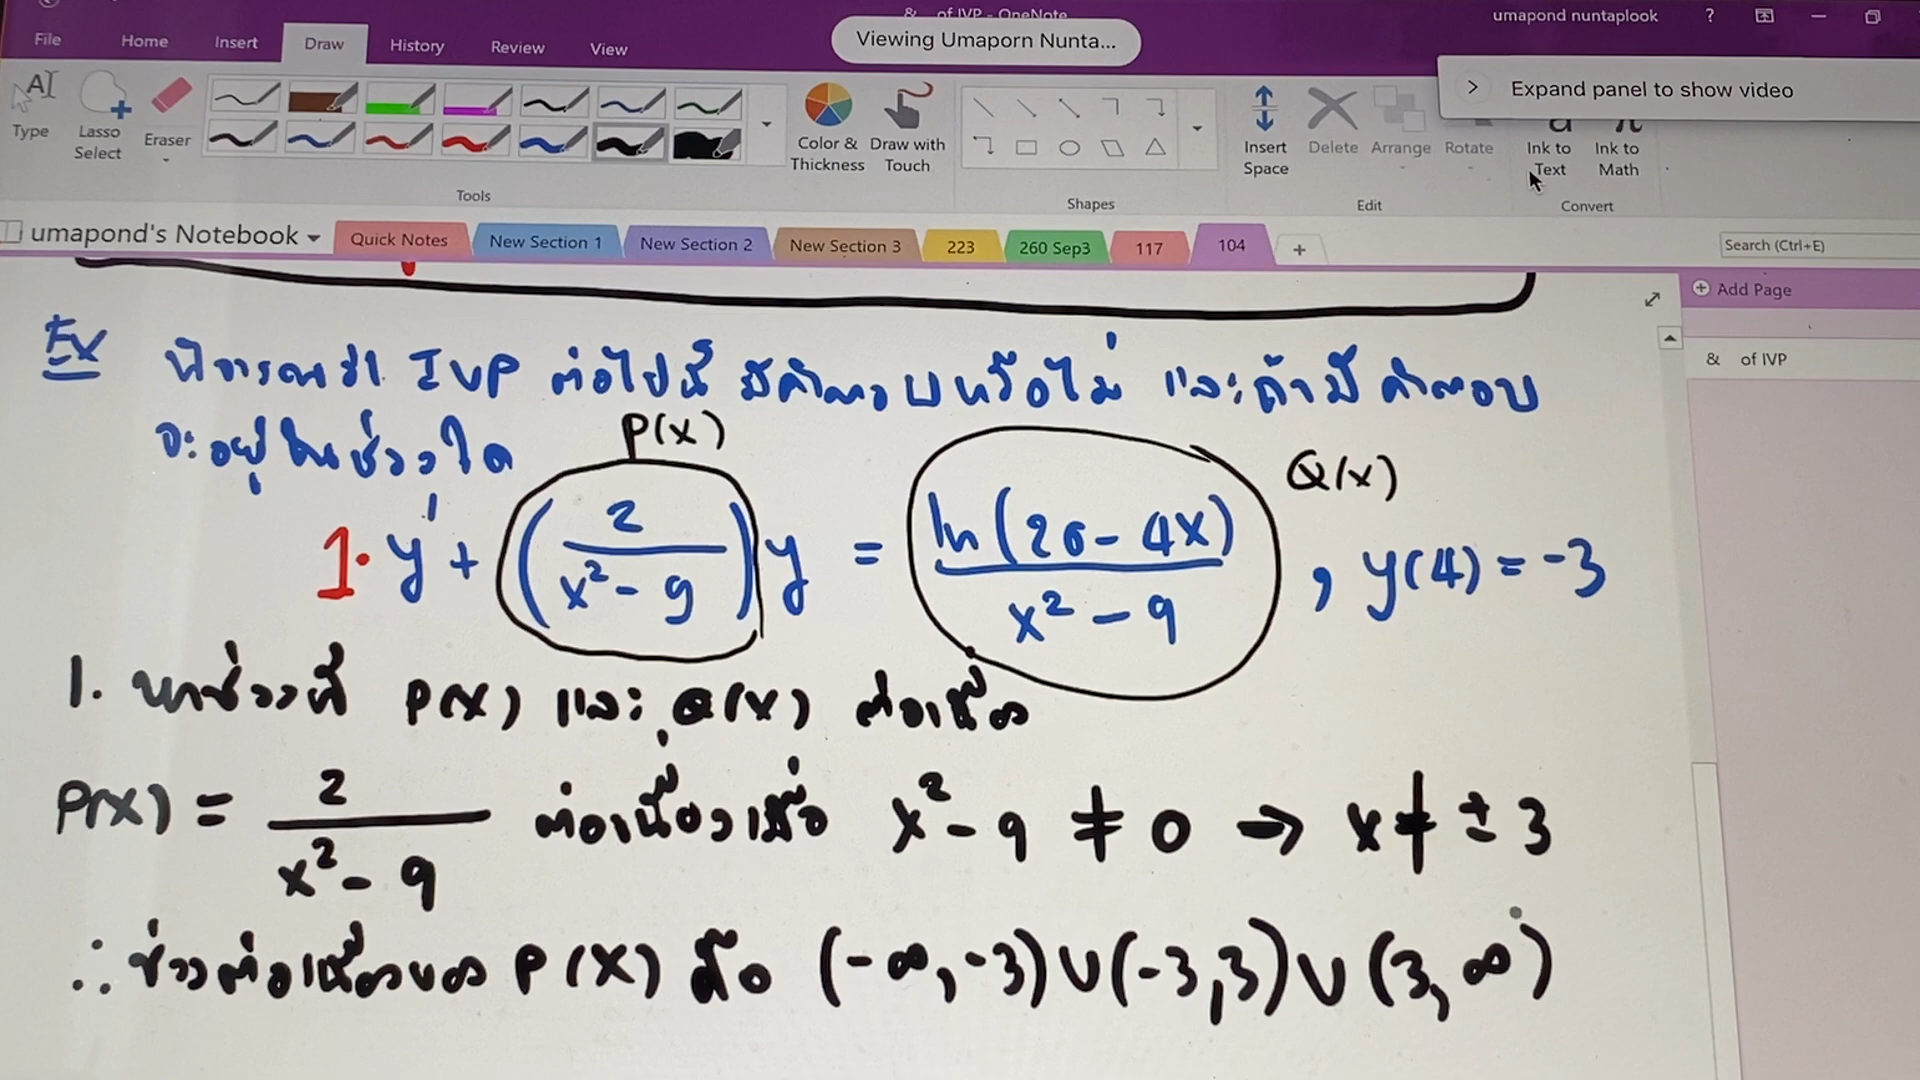 & of IVP - OneNote
umapond nuntaplook ?
Viewing Umaporn Nunta...
File Home Insert Draw History Review View
Expand panel to show video
Type Lasso Select Eraser
Color & Thickness Draw with Touch
Insert Space Delete Arrange Rotate
Ink to Text Ink to Math
Tools Shapes Edit Convert
umapond's Notebook Quick Notes New Section 1 New Section 2 New Section 3 223 260 Sep3 117 104 +
Search (Ctrl+E)
Add Page
& of IVP
Ex พิจารณาว่า IVP ต่อไปนี้ มีคำตอบหรือไม่ และถ้ามีคำตอบ
จะอยู่ในช่วงใด P(x)
Q(x)
1· y' + (2/(x²-9)) y = ln(26-4x)/(x²-9) , y(4) = -3
1. หาช่วงที่ P(x) และ Q(x) ต่อเนื่อง
P(x) = 2/(x²-9) ต่อเนื่องเมื่อ x²-9 ≠ 0 → x ≠ ±3
∴ ช่วงต่อเนื่องของ P(x) คือ (-∞,-3)∪(-3,3)∪(3,∞)